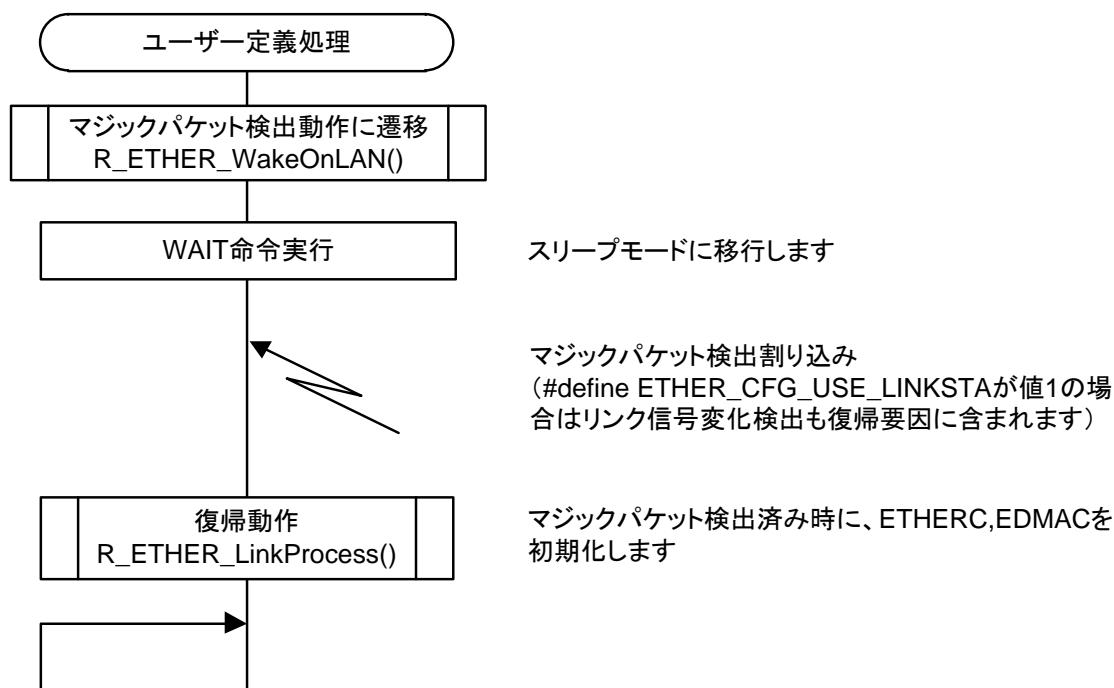 ユーザー定義処理
マジックパケット検出動作に遷移
R_ETHER_WakeOnLAN()
WAIT命令実行
スリープモードに移行します
マジックパケット検出割り込み
（#define ETHER_CFG_USE_LINKSTAが値1の場
合はリンク信号変化検出も復帰要因に含まれます）
復帰動作
R_ETHER_LinkProcess()
マジックパケット検出済み時に、ETHERC,EDMACを
初期化します